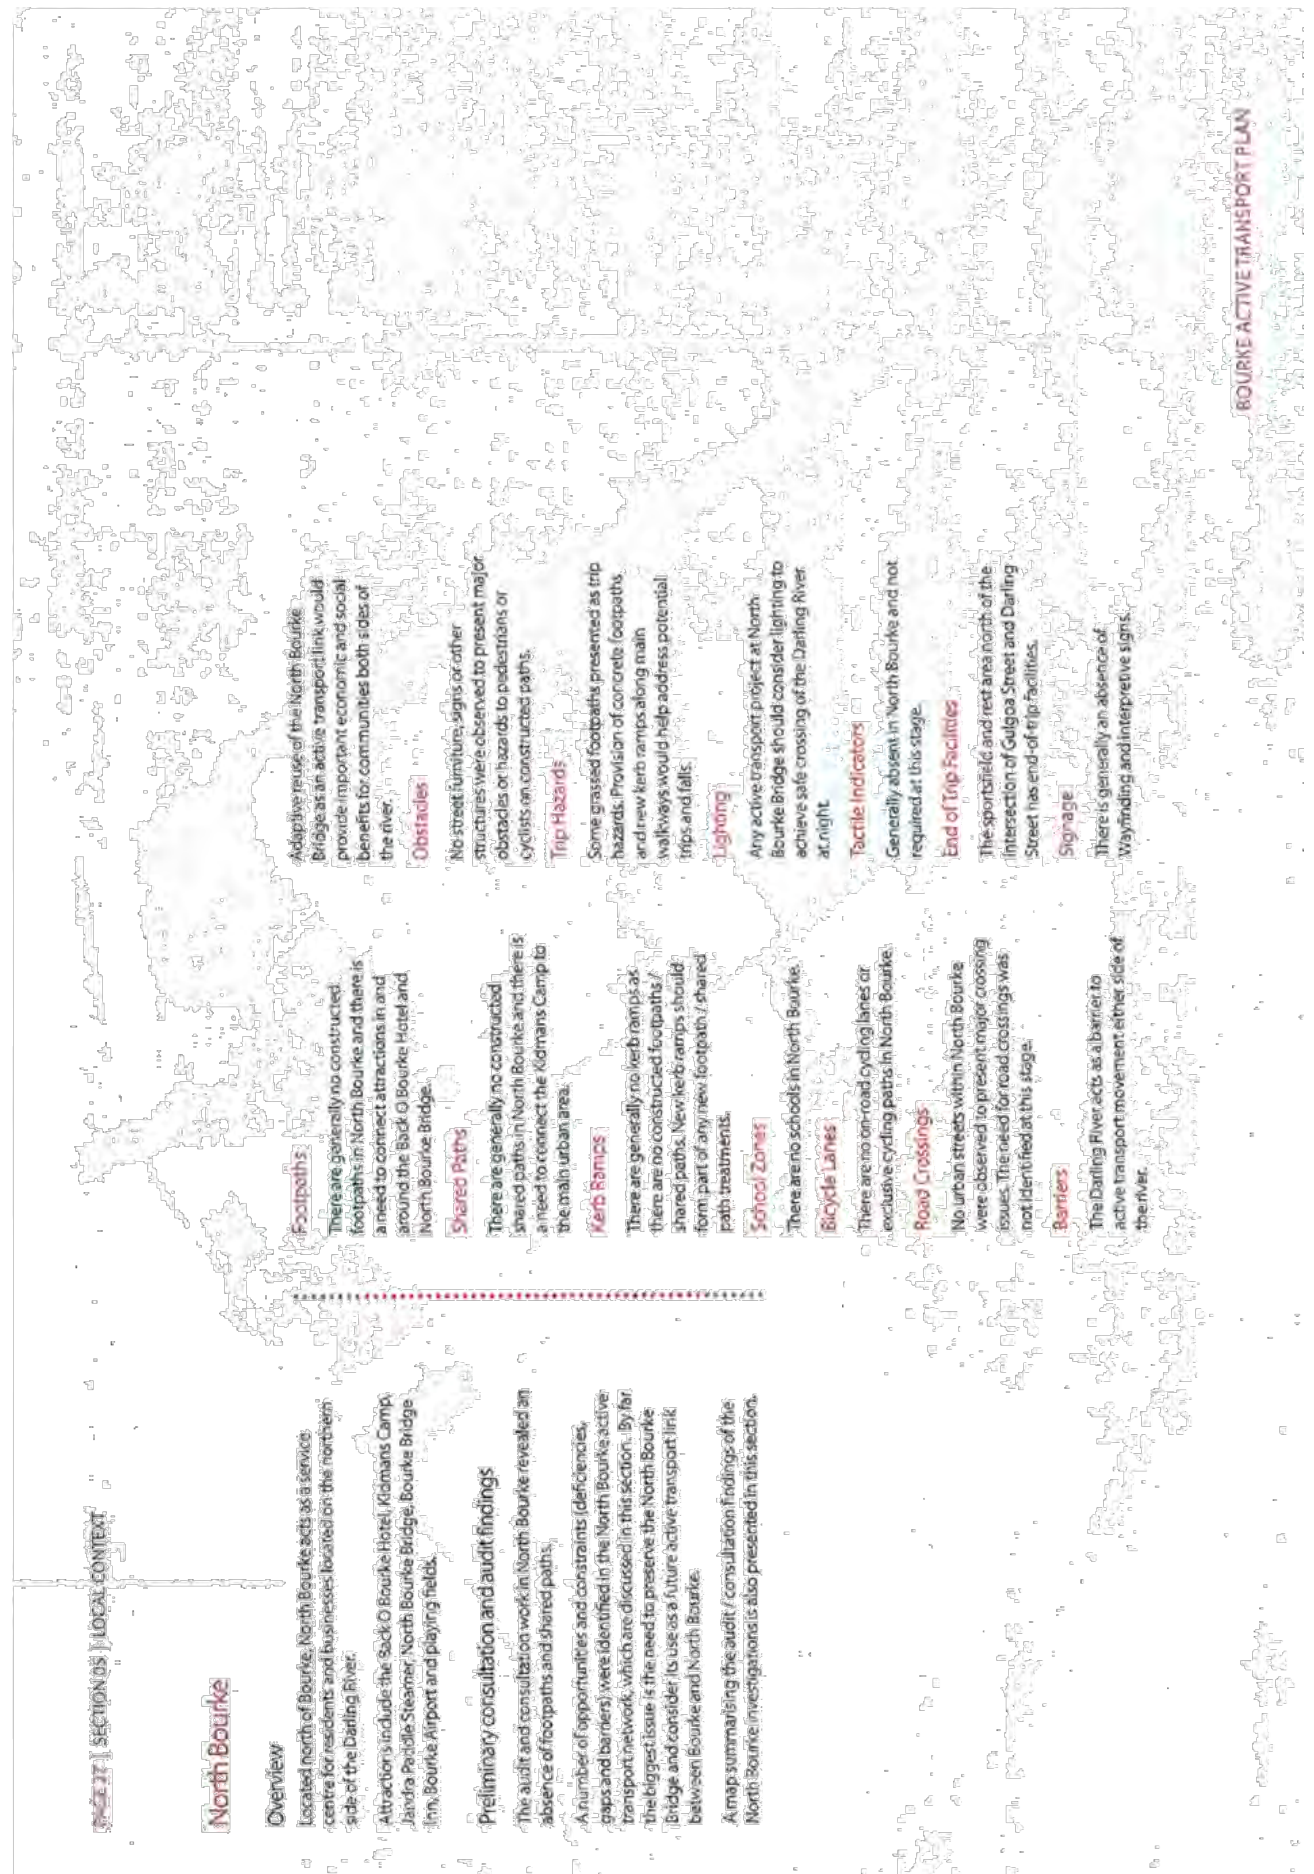 PAGE 37 | SECTION 05 | LOCAL CONTEXT
North Bourke
Overview
Located north of Bourke, North Bourke acts as a service
centre for residents and businesses located on the northern
side of the Darling River.
Attractions include the Back O Bourke Hotel, Kidmans Camp,
Jandra Paddle Steamer, North Bourke Bridge, Bourke Bridge
Inn, Bourke Airport and playing fields.
Preliminary consultation and audit findings
The audit and consultation work in North Bourke revealed an
absence of footpaths and shared paths.
A number of opportunities and constraints (deficiencies,
gaps and barriers) were identified in the North Bourke active
transport network, which are discussed in this section. By far
the biggest issue is the need to preserve the North Bourke
Bridge and consider its use as a future active transport link
between Bourke and North Bourke.
A map summarising the audit / consultation findings of the
North Bourke investigations is also presented in this section.
Footpaths
There are generally no constructed
footpaths in North Bourke and there is
a need to connect attractions in and
around the Back O Bourke Hotel and
North Bourke Bridge.
Shared Paths
There are generally no constructed
shared paths in North Bourke and there is
a need to connect the Kidmans Camp to
the main urban area.
Kerb Ramps
There are generally no kerb ramps as
there are no constructed footpaths /
shared paths. New kerb ramps should
form part of any new footpath / shared
path treatments.
School Zones
There are no schools in North Bourke.
Bicycle Lanes
There are no on-road cycling lanes or
exclusive cycling paths in North Bourke.
Road Crossings
No urban streets within North Bourke
were observed to present major crossing
issues. The need for road crossings was
not identified at this stage.
Barriers
The Darling River acts as a barrier to
active transport movement either side of
the river.
Adaptive reuse of the North Bourke
Bridge as an active transport link would
provide important economic and social
benefits for communities both sides of
the river.
Obstacles
No street furniture, signs or other
structures were observed to present major
obstacles or hazards to pedestrians or
cyclists on constructed paths.
Trip Hazards
Some grassed footpaths presented as trip
hazards. Provision of concrete footpaths
and new kerb ramps along main
walkways would help address potential
trips and falls.
Lighting
Any active transport project at North
Bourke Bridge should consider lighting to
achieve safe crossing of the Darling River
at night.
Tactile Indicators
Generally absent in North Bourke and not
required at this stage.
End of Trip Facilities
The sportsfield and rest area north of the
intersection of Gulgoa Street and Darling
Street has end-of-trip facilities.
Signage
There is generally an absence of
Wayfinding and interpretive signs.
BOURKE ACTIVE TRANSPORT PLAN